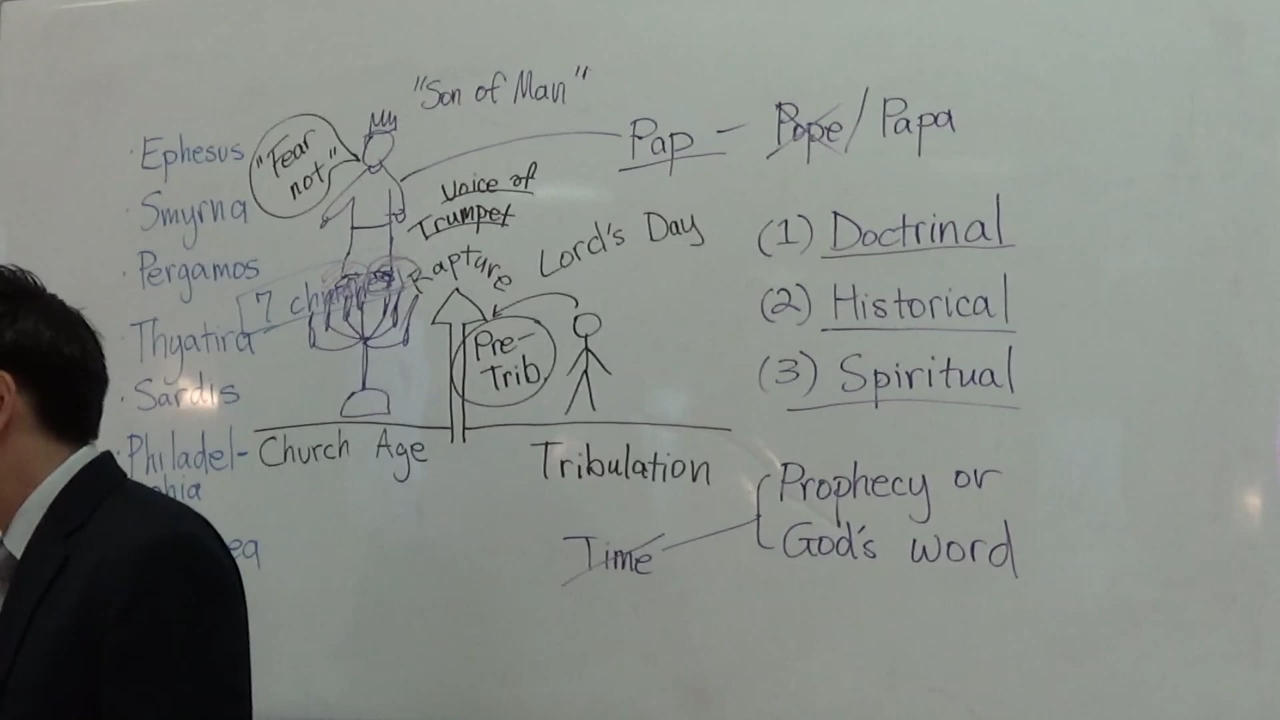 "Son of Man"
Pap - Pope / Papa
"Fear
not"
Voice of
Trumpet
Rapture
Lord's Day
· Ephesus
· Smyrna
· Pergamos
· Thyatira
· Sardis
· Philadel-
phia
ea
7
Pre-
Trib
Church Age
Tribulation
(1) Doctrinal
(2) Historical
(3) Spiritual
Time
Prophecy or
God's word